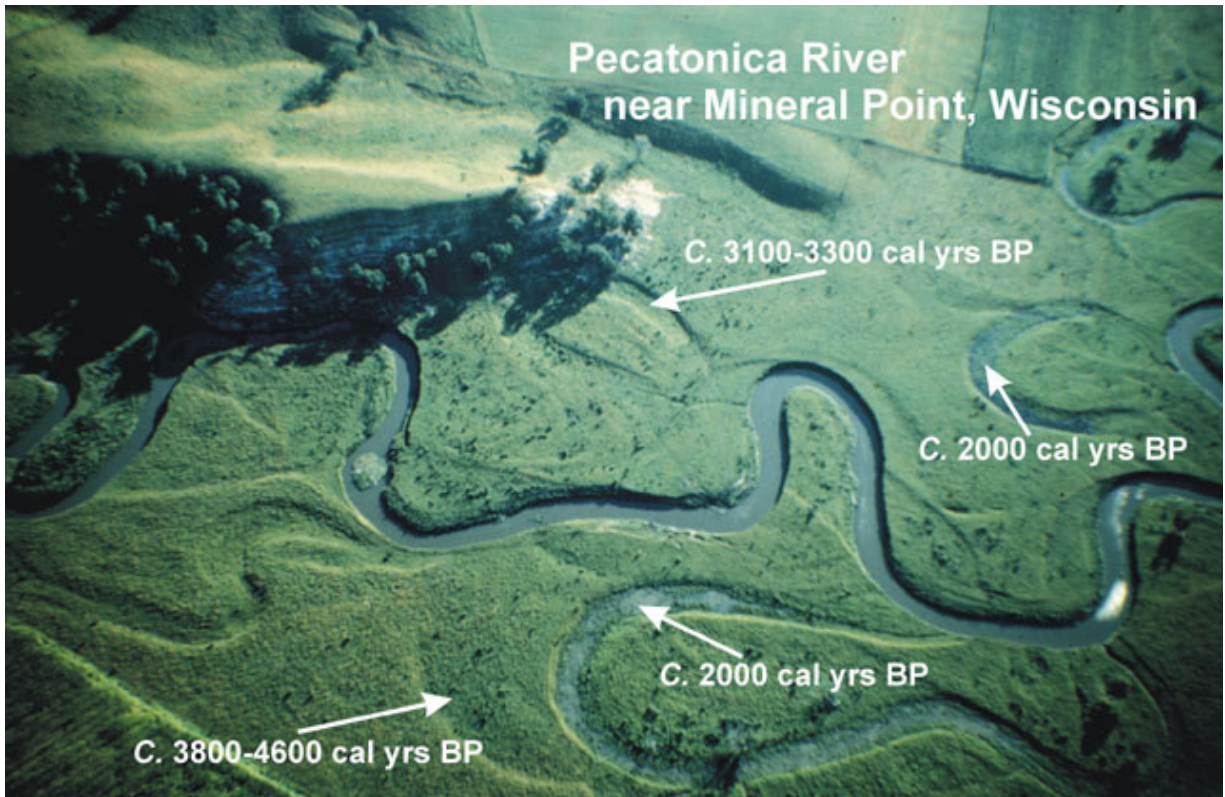 Pecatonica River
near Mineral Point, Wisconsin
C. 3100-3300 cal yrs BP
C. 2000 cal yrs BP
C. 2000 cal yrs BP
C. 3800-4600 cal yrs BP